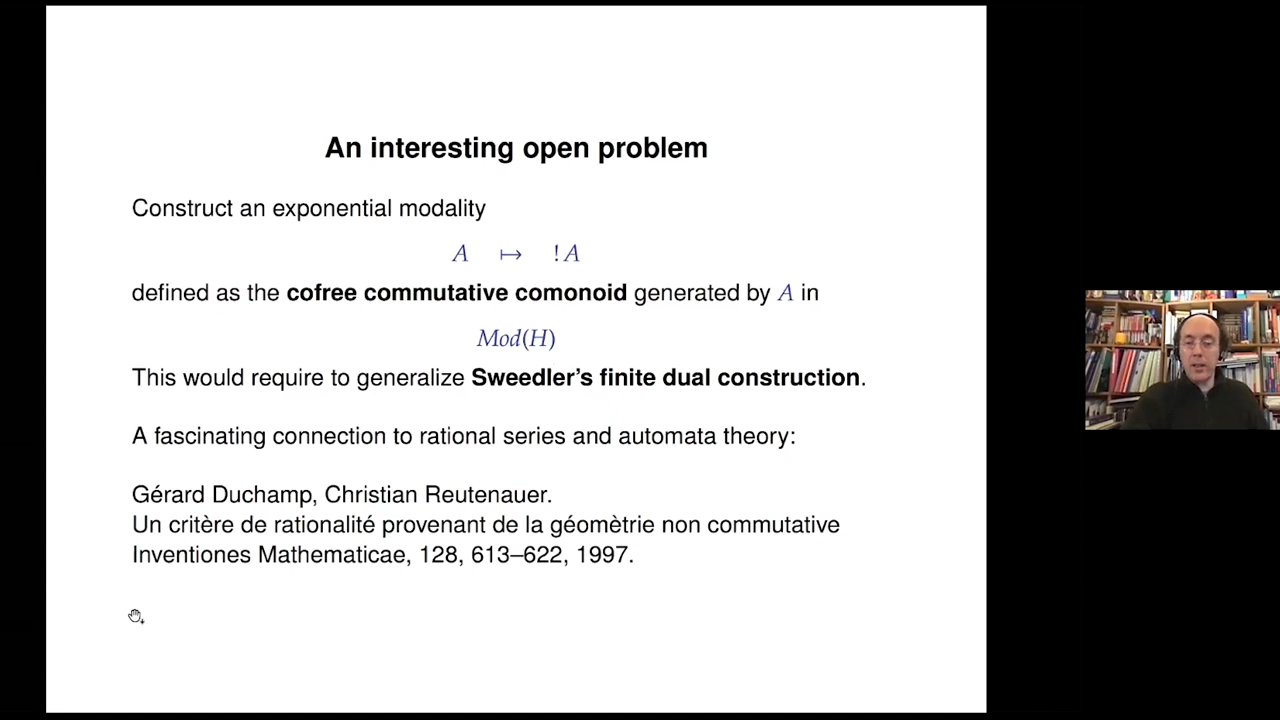 An interesting open problem
Construct an exponential modality
A ↦ !A
defined as the cofree commutative comonoid generated by A in
Mod(H)
This would require to generalize Sweedler's finite dual construction.
A fascinating connection to rational series and automata theory:
Gérard Duchamp, Christian Reutenauer.
Un critère de rationalité provenant de la géomètrie non commutative
Inventiones Mathematicae, 128, 613–622, 1997.